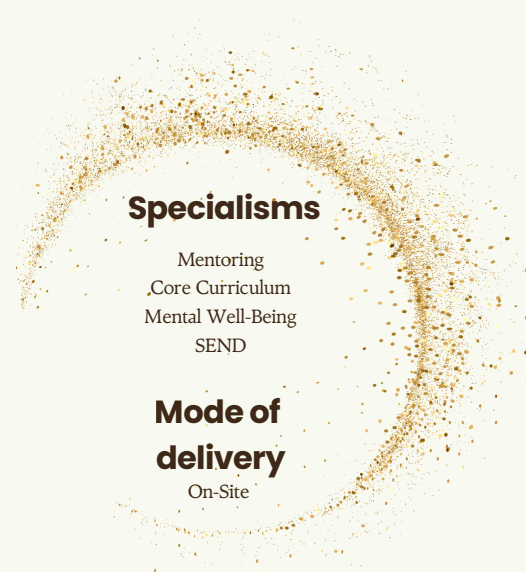 Specialisms
Mentoring
Core Curriculum
Mental Well-Being
SEND
Mode of
delivery
On-Site